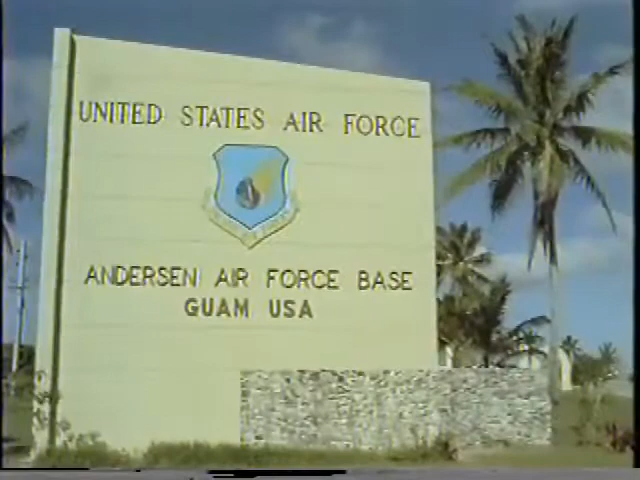 UNITED STATES AIR FORCE
ANDERSEN AIR FORCE BASE
GUAM USA